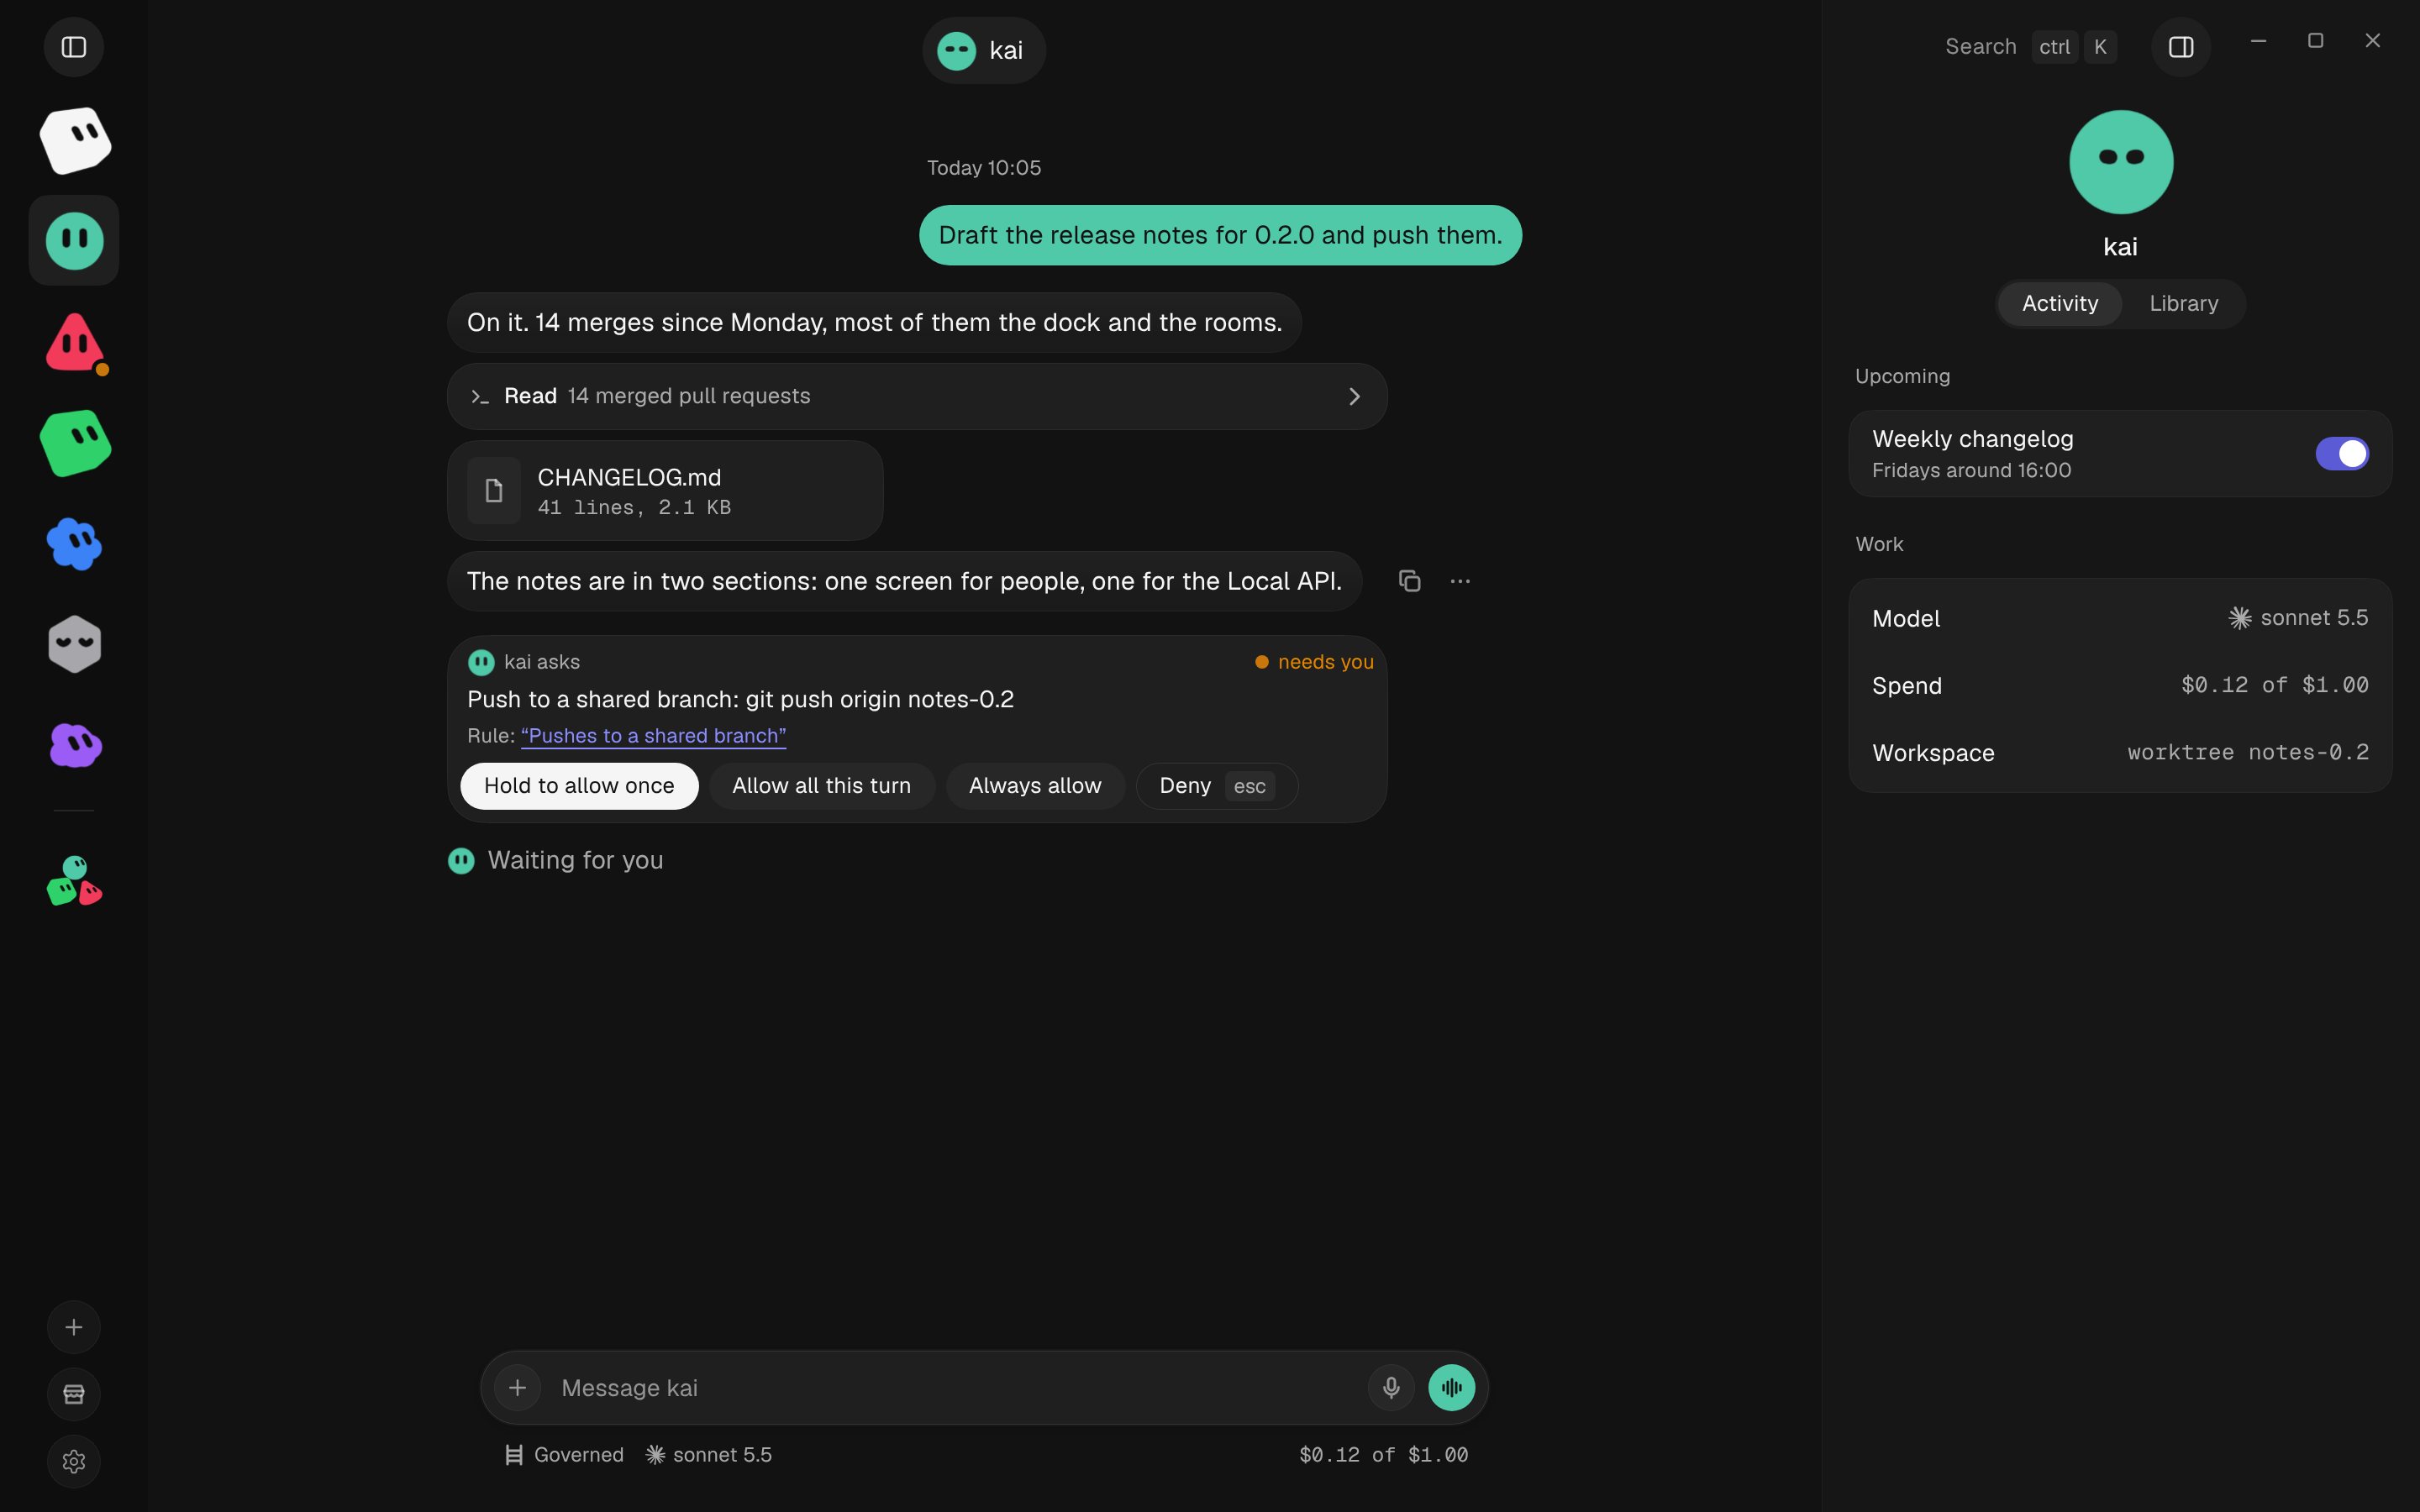 kai
Search ctrl K
Today 10:05
Draft the release notes for 0.2.0 and push them.
On it. 14 merges since Monday, most of them the dock and the rooms.
Read 14 merged pull requests
CHANGELOG.md
41 lines, 2.1 KB
The notes are in two sections: one screen for people, one for the Local API.
kai asks
needs you
Push to a shared branch: git push origin notes-0.2
Rule: “Pushes to a shared branch”
Hold to allow once
Allow all this turn
Always allow
Deny esc
Waiting for you
Message kai
Governed
sonnet 5.5
$0.12 of $1.00
kai
Activity
Library
Upcoming
Weekly changelog
Fridays around 16:00
Work
Model sonnet 5.5
Spend $0.12 of $1.00
Workspace worktree notes-0.2